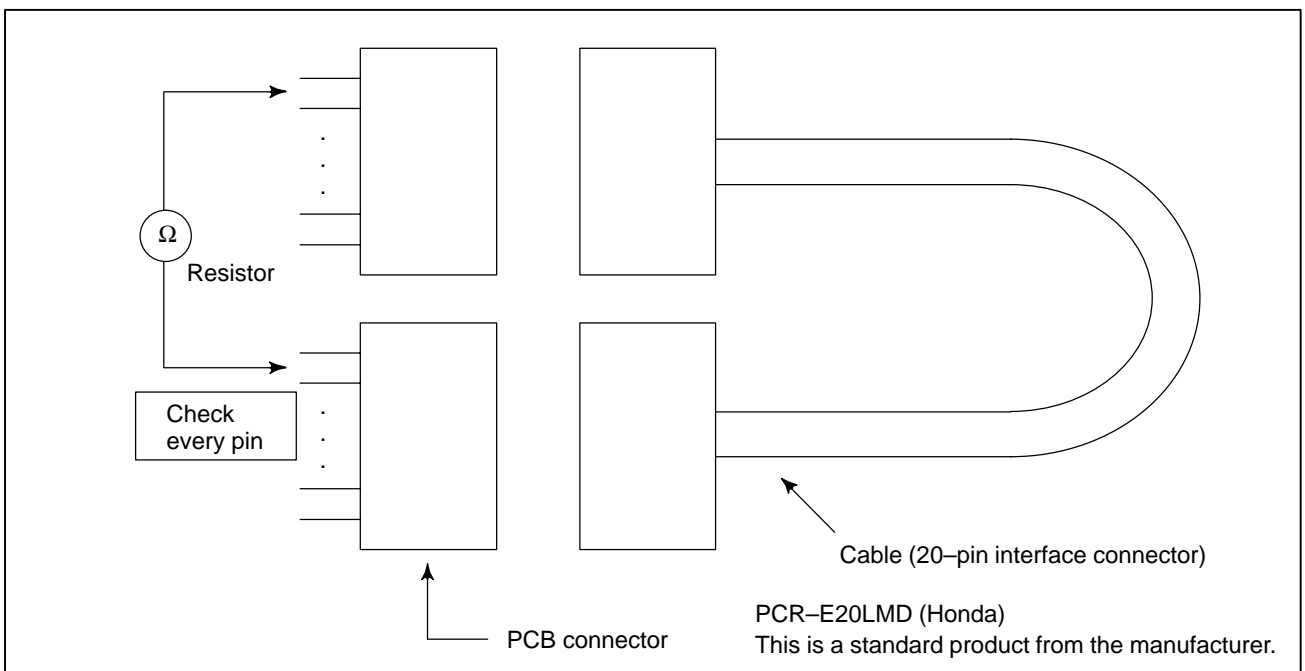 Ω
Resistor
Check
every pin
Cable (20–pin interface connector)
PCR–E20LMD (Honda)
PCB connector
This is a standard product from the manufacturer.